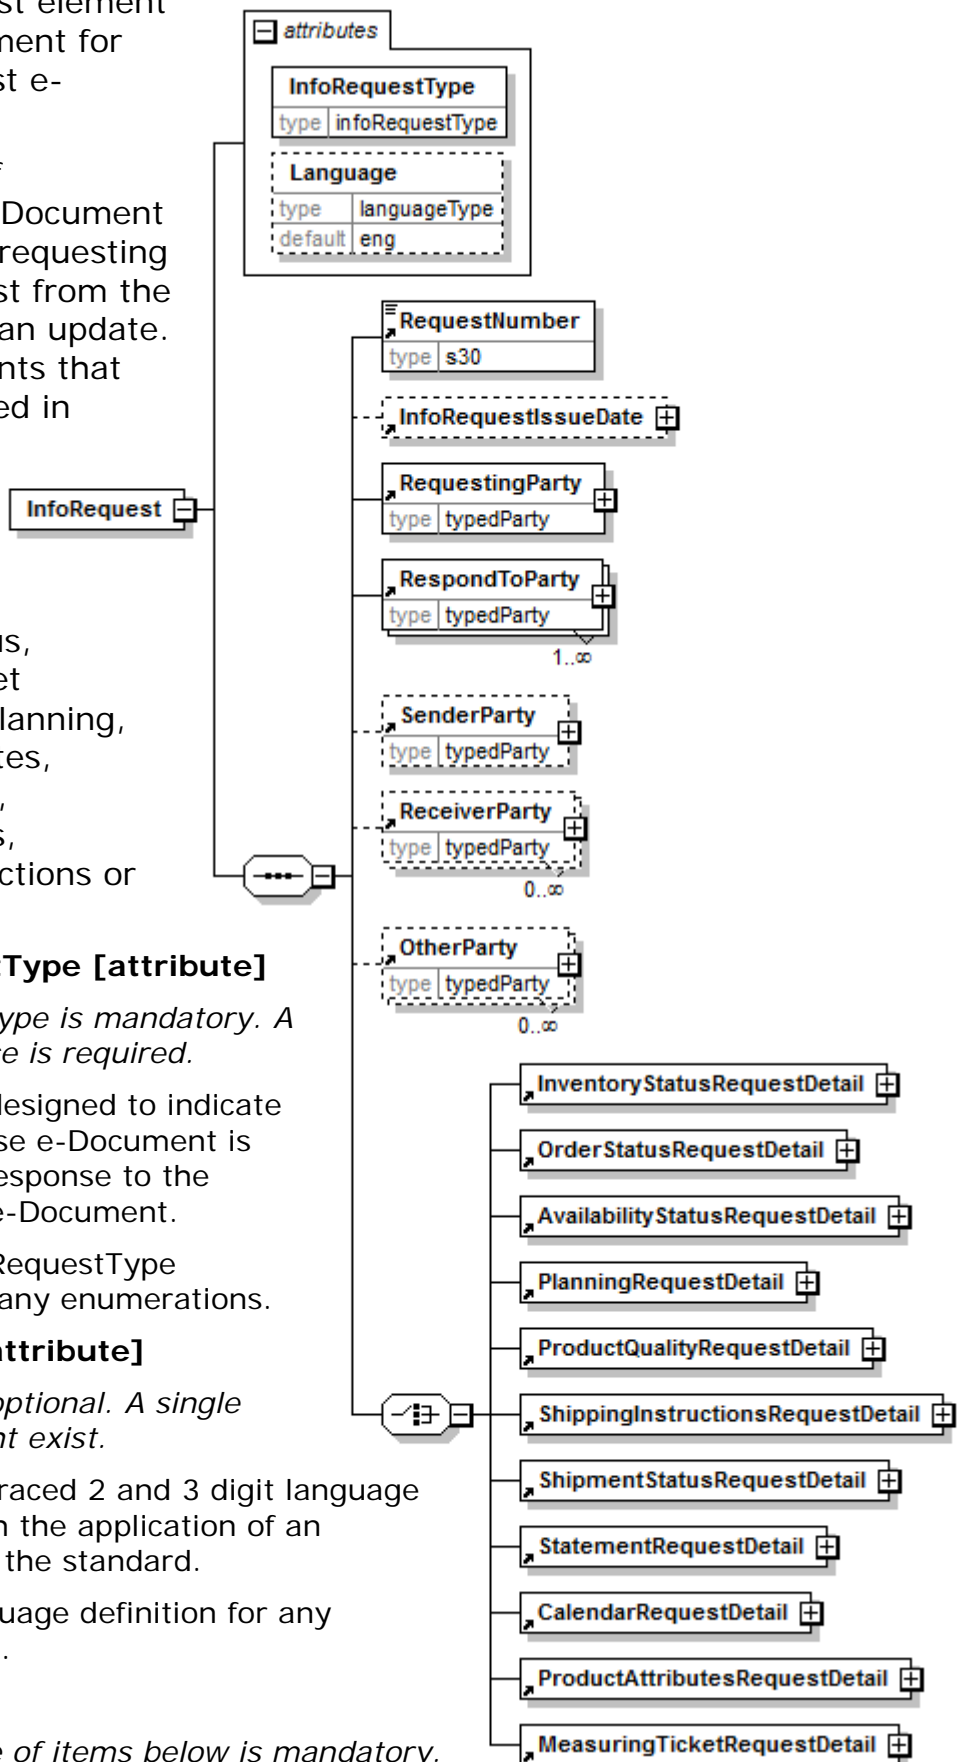 st element
ment for
st e-
Document
requesting
st from the
an update.
nts that
ed in
us,
et
lanning,
tes,
,
s,
ctions or
tType [attribute]
ype is mandatory. A
ce is required.
designed to indicate
se e-Document is
esponse to the
e-Document.
RequestType
any enumerations.
attribute]
optional. A single
nt exist.
raced 2 and 3 digit language
n the application of an
the standard.
uage definition for any
.
e of items below is mandatory.
attributes
InfoRequestType
type infoRequestType
Language
type languageType
default eng
InfoRequest
RequestNumber
type s30
InfoRequestIssueDate
RequestingParty
type typedParty
RespondToParty
type typedParty
1..∞
SenderParty
type typedParty
ReceiverParty
type typedParty
0..∞
OtherParty
type typedParty
0..∞
InventoryStatusRequestDetail
OrderStatusRequestDetail
AvailabilityStatusRequestDetail
PlanningRequestDetail
ProductQualityRequestDetail
ShippingInstructionsRequestDetail
ShipmentStatusRequestDetail
StatementRequestDetail
CalendarRequestDetail
ProductAttributesRequestDetail
MeasuringTicketRequestDetail